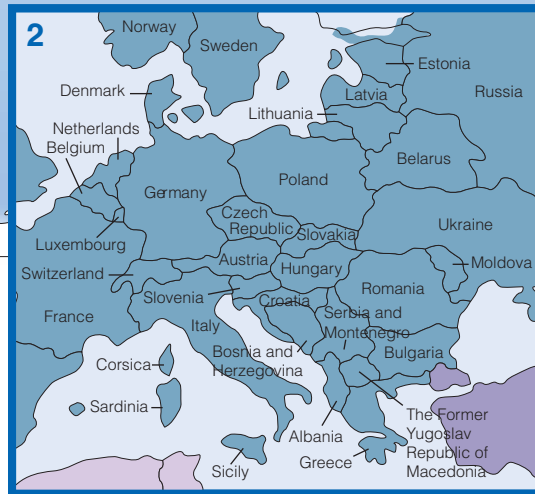 2
Norway
Sweden
Estonia
Denmark
Latvia
Russia
Lithuania
Netherlands
Belgium
Belarus
Germany
Poland
Czech
Republic
Ukraine
Slovakia
Luxembourg
Austria
Moldova
Switzerland
Hungary
Romania
Slovenia
Croatia
Serbia and
Montenegro
France
Italy
Bosnia and
Herzegovina
Bulgaria
Corsica
Sardinia
The Former
Yugoslav
Republic of
Macedonia
Albania
Greece
Sicily